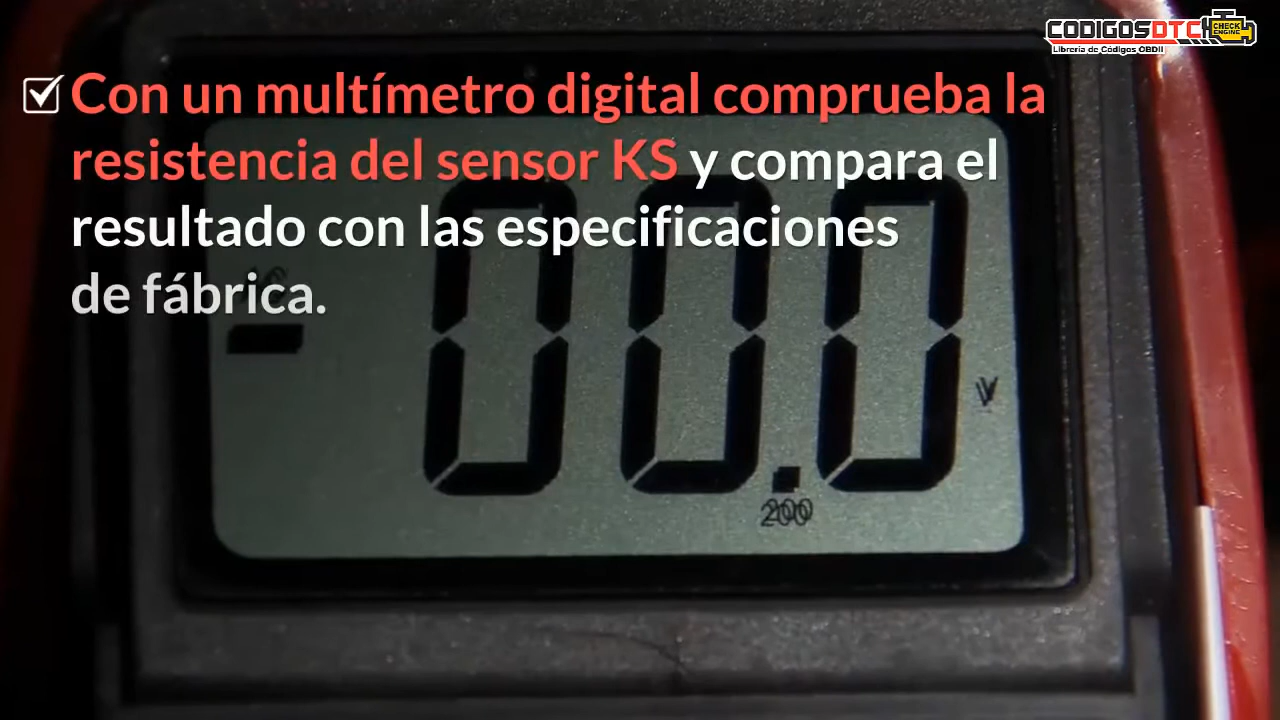 CODIGOSDTC
CHECK
ENGINE
Librería de Códigos OBDII
Con un multímetro digital comprueba la
resistencia del sensor KS y compara el
resultado con las especificaciones
de fábrica.
- 00.0
V
200